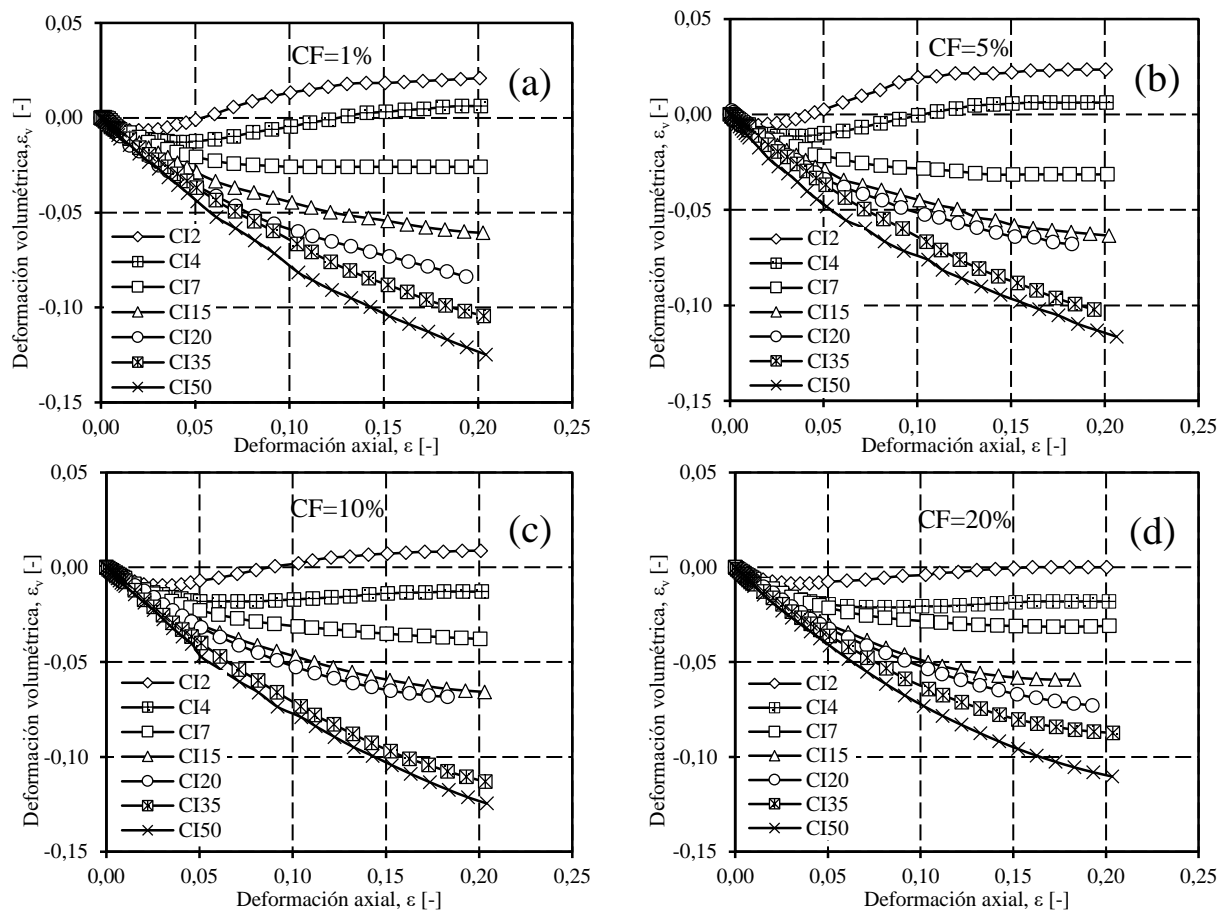 0,05
0,00
-0,05
-0,10
-0,15
Deformación volumétrica,εv [-]
CF=1%
(a)
CI2
CI4
CI7
CI15
CI20
CI35
CI50
0,00 0,05 0,10 0,15 0,20 0,25
Deformación axial, ε [-]
0,05
0,00
-0,05
-0,10
-0,15
Deformación volumétrica, εv [-]
CF=5%
(b)
CI2
CI4
CI7
CI15
CI20
CI35
CI50
0,00 0,05 0,10 0,15 0,20 0,25
Deformación axial, ε [-]
0,05
0,00
-0,05
-0,10
-0,15
Deformación volumétrica, εv [-]
CF=10%
(c)
CI2
CI4
CI7
CI15
CI20
CI35
CI50
0,00 0,05 0,10 0,15 0,20 0,25
Deformación axial, ε [-]
0,05
0,00
-0,05
-0,10
-0,15
Deformación volumétrica, εv [-]
CF=20%
(d)
CI2
CI4
CI7
CI15
CI20
CI35
CI50
0,00 0,05 0,10 0,15 0,20 0,25
Deformación axial, ε [-]